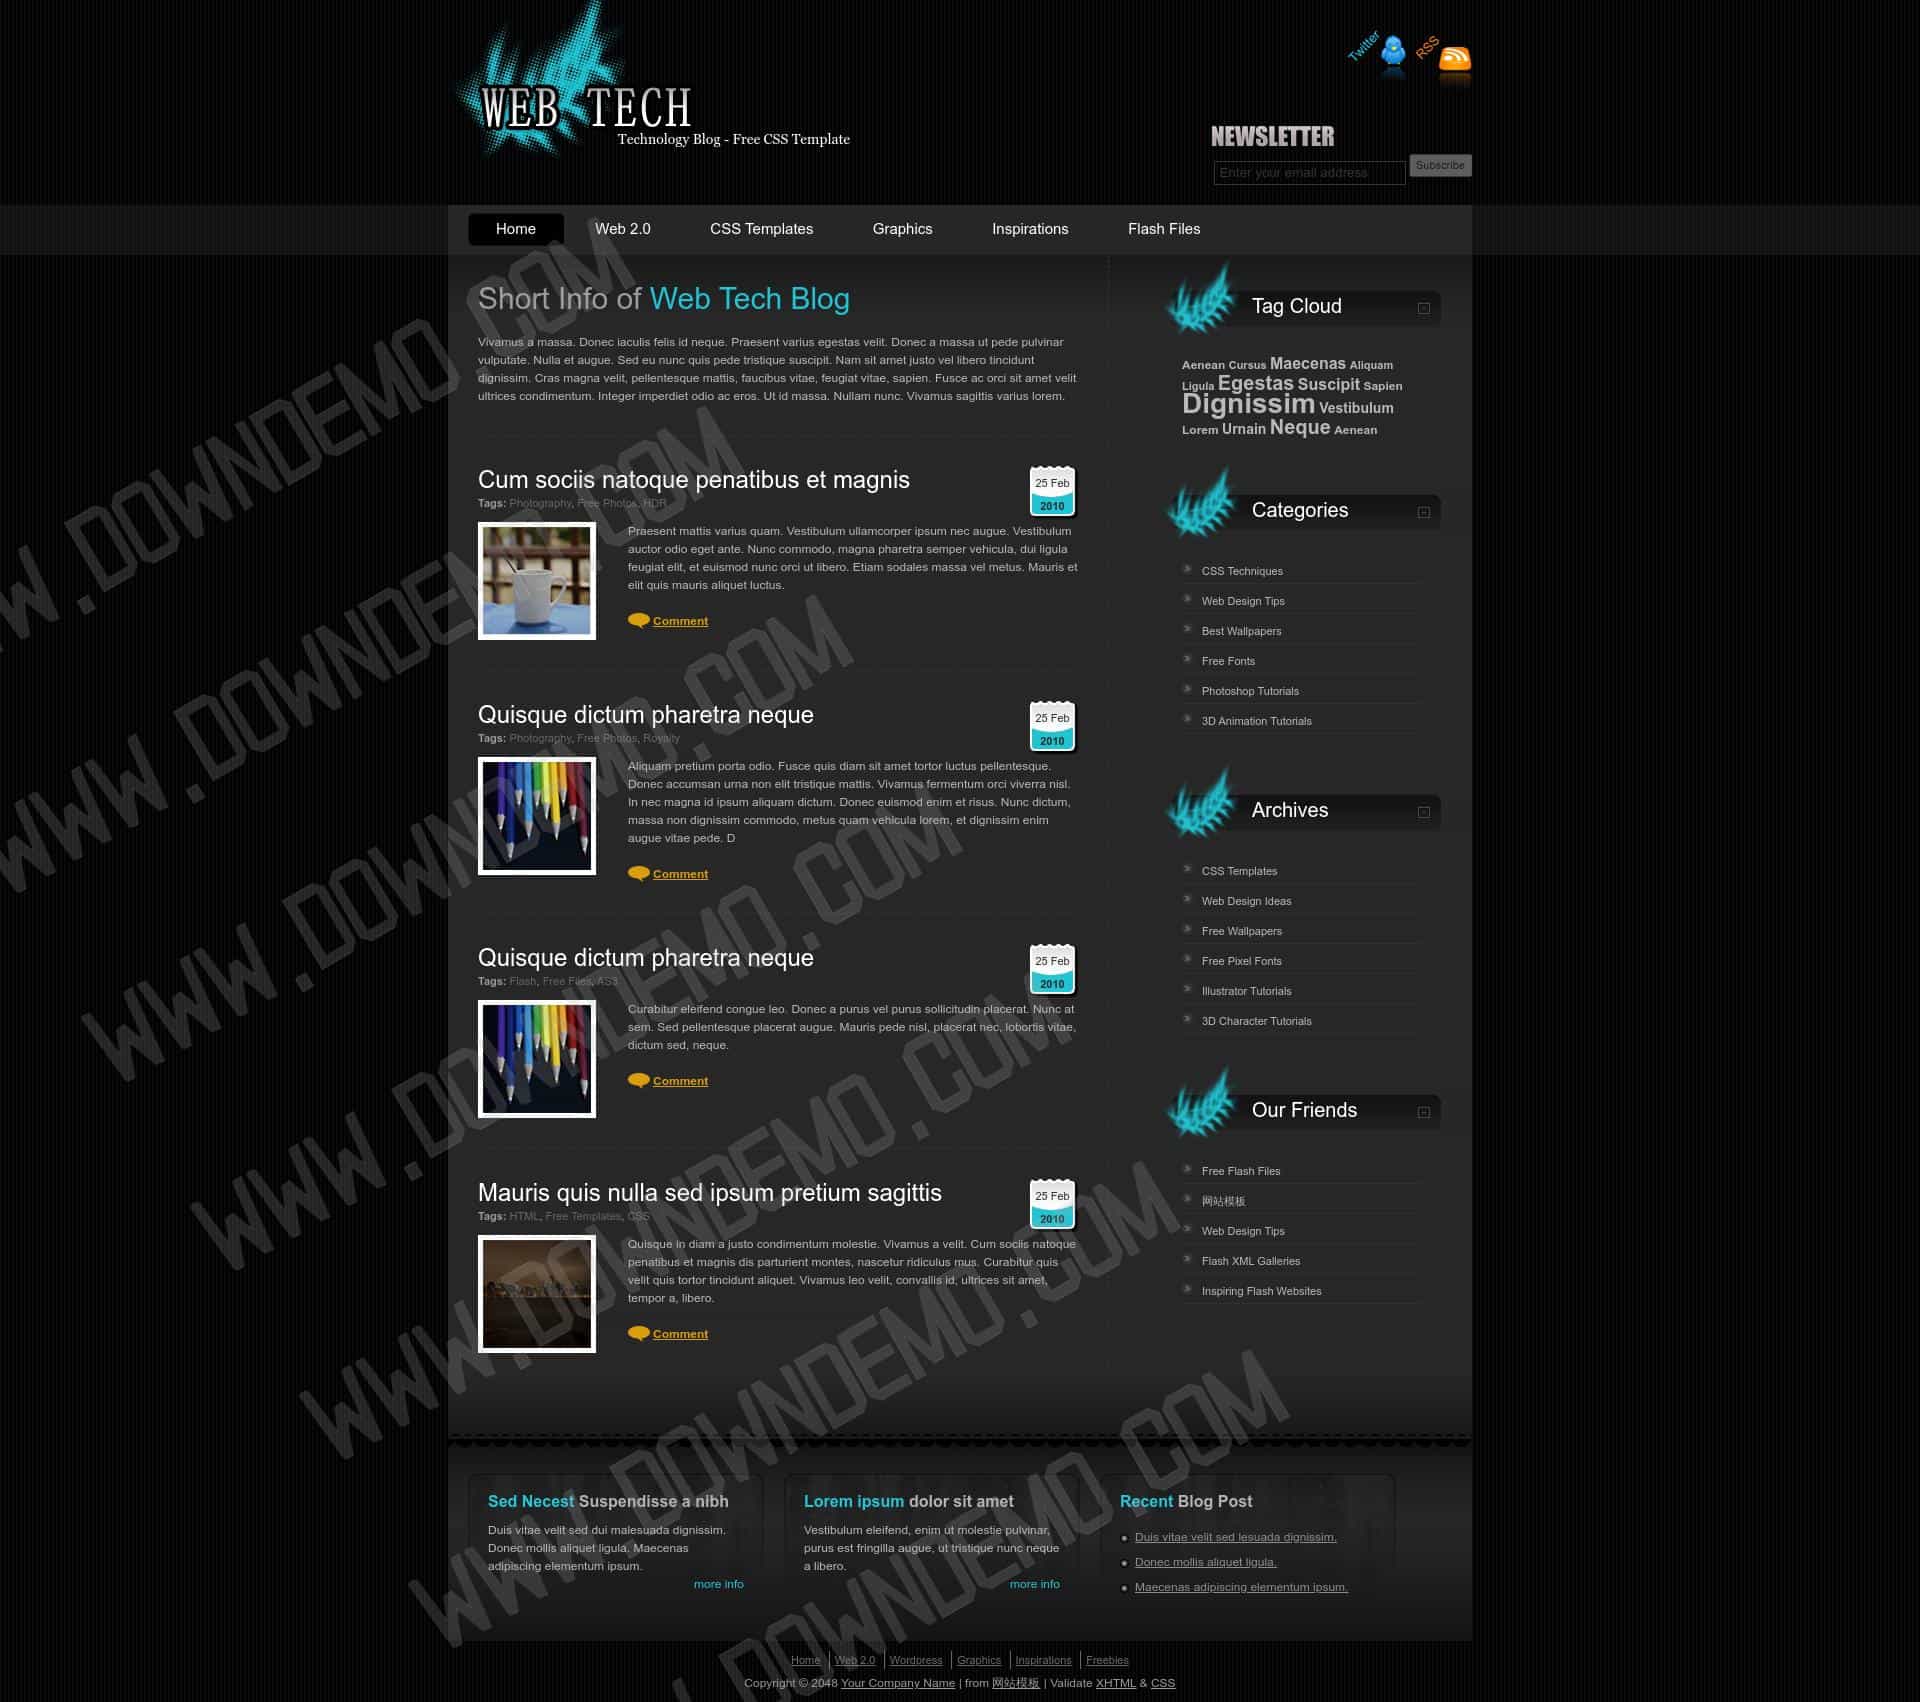 WEB TECH
Technology Blog - Free CSS Template
Twitter
RSS
NEWSLETTER
Enter your email address
Subscribe
Home
Web 2.0
CSS Templates
Graphics
Inspirations
Flash Files
Short Info of Web Tech Blog
Vivamus a massa. Donec iaculis felis id neque. Praesent varius egestas velit. Donec a massa ut pede pulvinar
vulputate. Nulla et augue. Sed eu nunc quis pede tristique suscipit. Nam sit amet justo vel libero tincidunt
dignissim. Cras magna velit, pellentesque mattis, faucibus vitae, feugiat vitae, sapien. Fusce ac orci sit amet velit
ultrices condimentum. Integer imperdiet odio ac eros. Ut id massa. Nullam nunc. Vivamus sagittis varius lorem.
Cum sociis natoque penatibus et magnis
25 Feb
2010
Tags: Photography, Free Photos, HDR
Praesent mattis varius quam. Vestibulum ullamcorper ipsum nec augue. Vestibulum
auctor odio eget ante. Nunc commodo, magna pharetra semper vehicula, dui ligula
feugiat elit, et euismod nunc orci ut libero. Etiam sodales massa vel metus. Mauris et
elit quis mauris aliquet luctus.
Comment
Quisque dictum pharetra neque
25 Feb
2010
Tags: Photography, Free Photos, Royalty
Aliquam pretium porta odio. Fusce quis diam sit amet tortor luctus pellentesque.
Donec accumsan urna non elit tristique mattis. Vivamus fermentum orci viverra nisl.
In nec magna id ipsum aliquam dictum. Donec euismod enim et risus. Nunc dictum,
massa non dignissim commodo, metus quam vehicula lorem, et dignissim enim
augue vitae pede. D
Comment
Quisque dictum pharetra neque
25 Feb
2010
Tags: Flash, Free Files, AS3
Curabitur eleifend congue leo. Donec a purus vel purus sollicitudin placerat. Nunc at
sem. Sed pellentesque placerat augue. Mauris pede nisl, placerat nec, lobortis vitae,
dictum sed, neque.
Comment
Mauris quis nulla sed ipsum pretium sagittis
25 Feb
2010
Tags: HTML, Free Templates, CSS
Quisque in diam a justo condimentum molestie. Vivamus a velit. Cum sociis natoque
penatibus et magnis dis parturient montes, nascetur ridiculus mus. Curabitur quis
velit quis tortor tincidunt aliquet. Vivamus leo velit, convallis id, ultrices sit amet,
tempor a, libero.
Comment
Tag Cloud
Aenean Cursus Maecenas Aliquam
Ligula Egestas Suscipit Sapien
Dignissim Vestibulum
Lorem Urnain Neque Aenean
Categories
CSS Techniques
Web Design Tips
Best Wallpapers
Free Fonts
Photoshop Tutorials
3D Animation Tutorials
Archives
CSS Templates
Web Design Ideas
Free Wallpapers
Free Pixel Fonts
Illustrator Tutorials
3D Character Tutorials
Our Friends
Free Flash Files
网站模板
Web Design Tips
Flash XML Galleries
Inspiring Flash Websites
Sed Necest Suspendisse a nibh
Duis vitae velit sed dui malesuada dignissim.
Donec mollis aliquet ligula. Maecenas
adipiscing elementum ipsum.
more info
Lorem ipsum dolor sit amet
Vestibulum eleifend, enim ut molestie pulvinar,
purus est fringilla augue, ut tristique nunc neque
a libero.
more info
Recent Blog Post
Duis vitae velit sed lesuada dignissim.
Donec mollis aliquet ligula.
Maecenas adipiscing elementum ipsum.
Home | Web 2.0 | Wordpress | Graphics | Inspirations | Freebies
Copyright © 2048 Your Company Name | from 网站模板 | Validate XHTML & CSS
WWW.DOWNDEMO.COM
WWW.DOWNDEMO.COM
WWW.DOWNDEMO.COM
WWW.DOWNDEMO.COM
WWW.DOWNDEMO.COM
WWW.DOWNDEMO.COM
.DOWNDEMO.COM